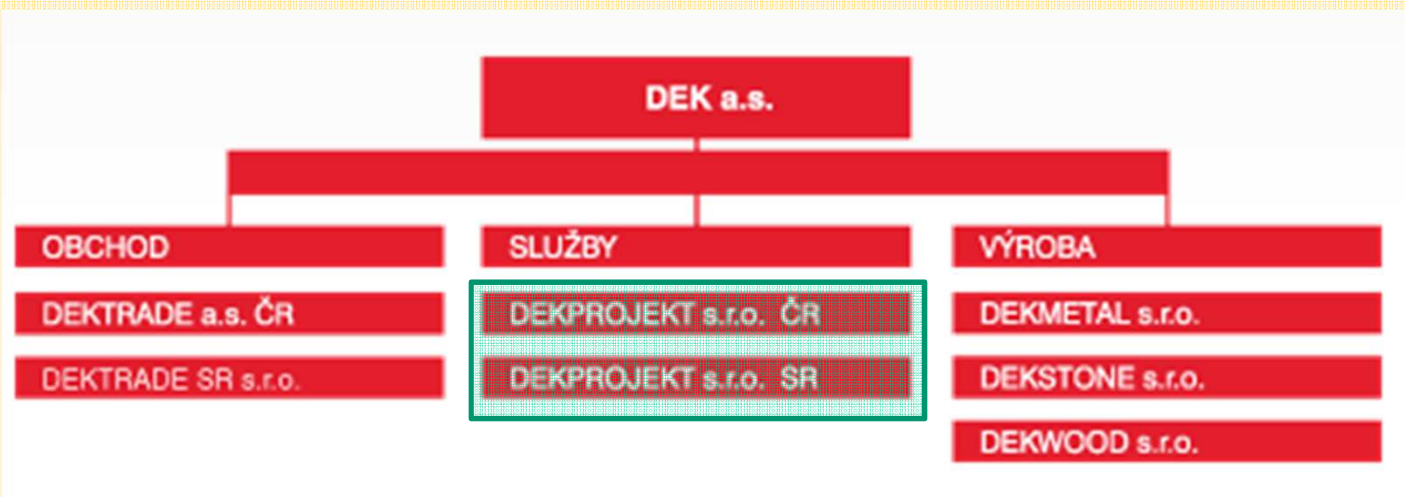 DEK a.s.
OBCHOD
DEKTRADE a.s. ČR
DEKTRADE SR s.r.o.
SLUŽBY
DEKPROJEKT s.r.o. ČR
DEKPROJEKT s.r.o. SR
VÝROBA
DEKMETAL s.r.o.
DEKSTONE s.r.o.
DEKWOOD s.r.o.